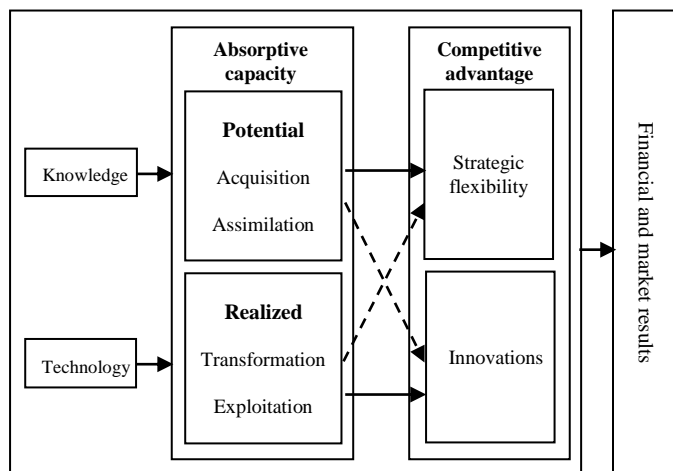 Absorptive
capacity
Competitive
advantage
Potential
Acquisition
Assimilation
Realized
Transformation
Exploitation
Knowledge
Technology
Strategic
flexibility
Innovations
Financial and market results